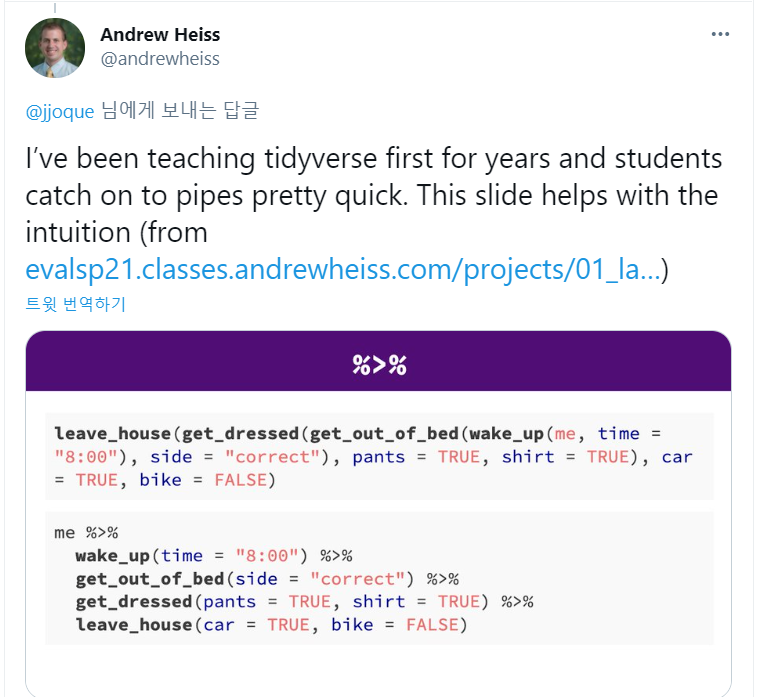 Andrew Heiss
@andrewheiss
@jjoque 님에게 보내는 답글
I’ve been teaching tidyverse first for years and students
catch on to pipes pretty quick. This slide helps with the
intuition (from
evalsp21.classes.andrewheiss.com/projects/01_la...)
트윗 번역하기
%>%
leave_house(get_dressed(get_out_of_bed(wake_up(me, time =
"8:00"), side = "correct"), pants = TRUE, shirt = TRUE), car
= TRUE, bike = FALSE)
me %>%
wake_up(time = "8:00") %>%
get_out_of_bed(side = "correct") %>%
get_dressed(pants = TRUE, shirt = TRUE) %>%
leave_house(car = TRUE, bike = FALSE)